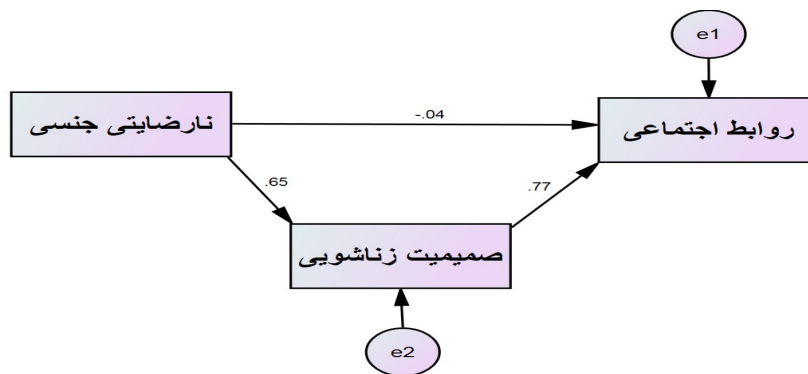 e1
نارضایتی جنسی
-.04
روابط اجتماعی
.65
.77
صمیمیت زناشویی
e2